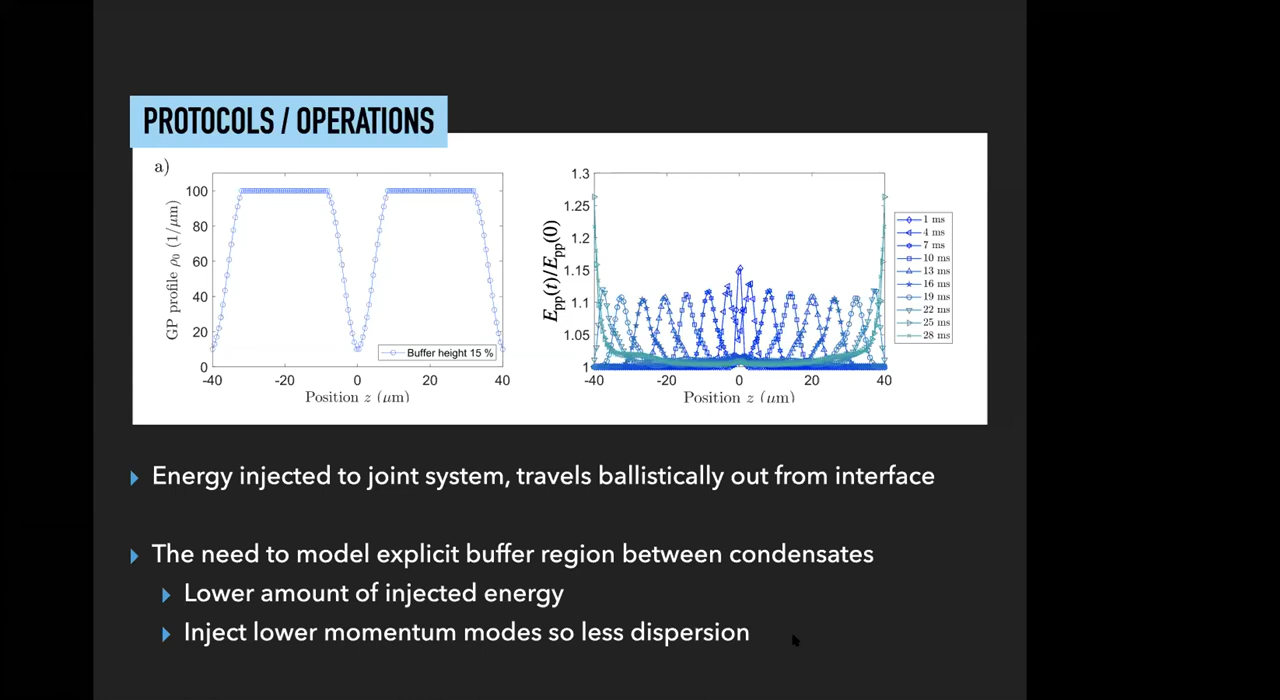 PROTOCOLS / OPERATIONS
a)
GP profile ρ₀ (1/μm)
100
80
60
40
20
0
-40
-20
0
20
40
Position z (μm)
Buffer height 15 %
E_pp(t)/E_pp(0)
1.3
1.25
1.2
1.15
1.1
1.05
1
-40
-20
0
20
40
Position z (μm)
1 ms
4 ms
7 ms
10 ms
13 ms
16 ms
19 ms
22 ms
25 ms
28 ms
Energy injected to joint system, travels ballistically out from interface
The need to model explicit buffer region between condensates
Lower amount of injected energy
Inject lower momentum modes so less dispersion